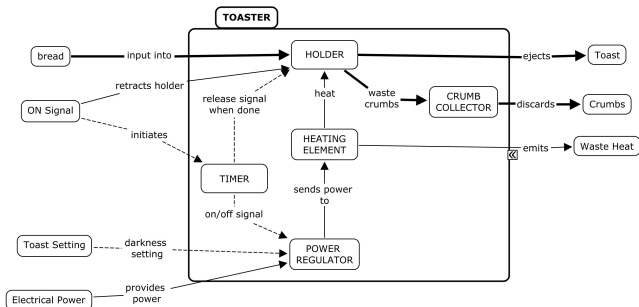 TOASTER
bread
input into
HOLDER
ejects
Toast
retracts holder
ON Signal
release signal
when done
heat
waste
crumbs
CRUMB
COLLECTOR
discards
Crumbs
initiates
HEATING
ELEMENT
emits
Waste Heat
TIMER
sends power
to
on/off signal
Toast Setting
darkness
setting
POWER
REGULATOR
Electrical Power
provides
power